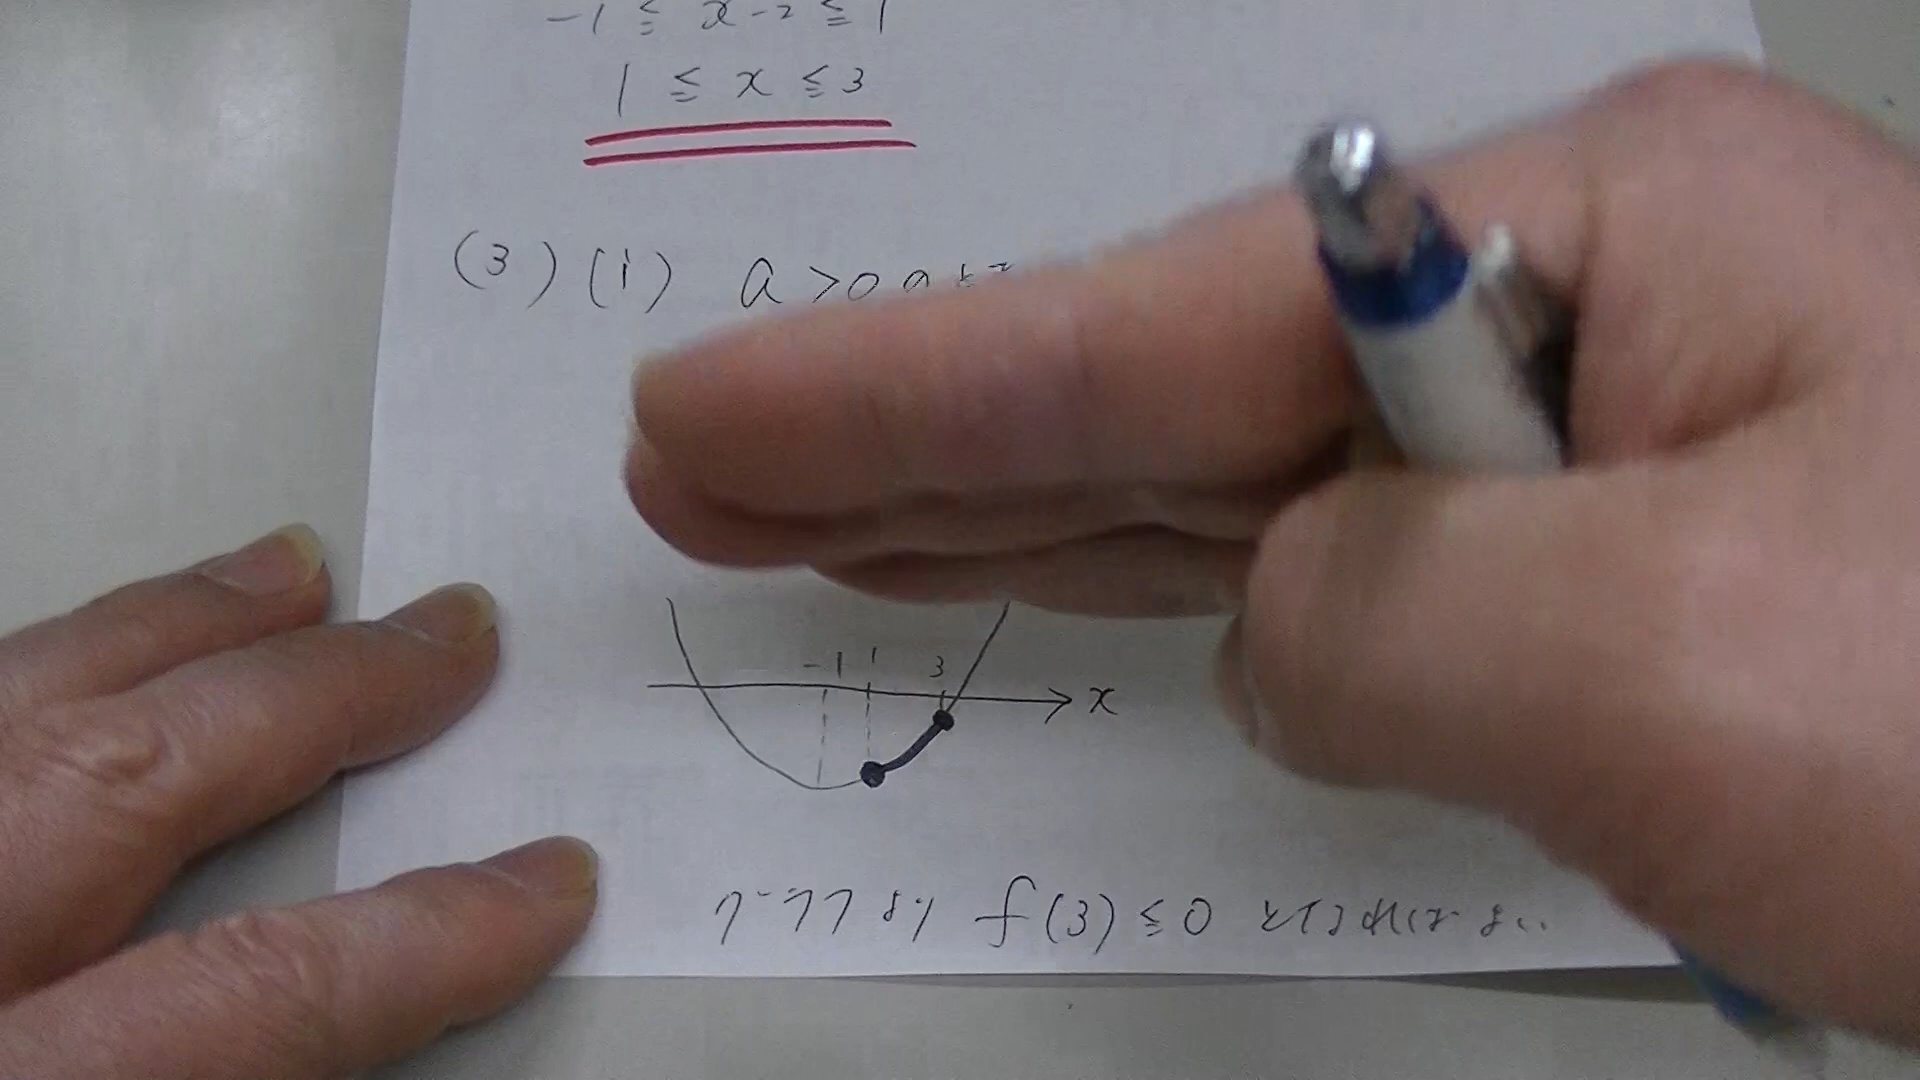 -1 ≦ x-2 ≦ 1
1 ≦ x ≦ 3
(3) (i) a > 0 のとき
-1 1 3
x
グラフより f(3) ≦ 0 となればよい